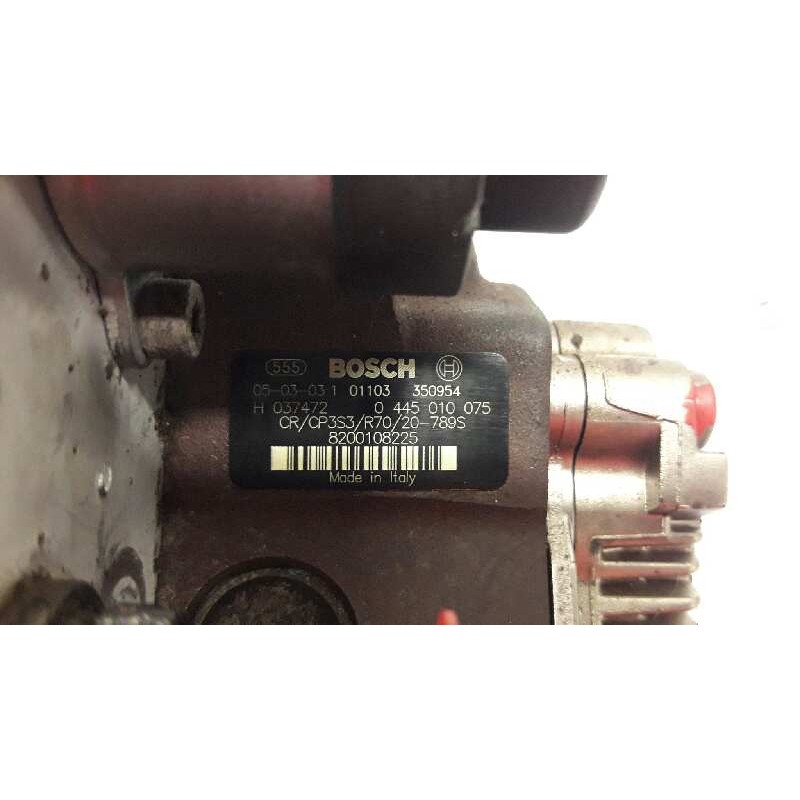 555 BOSCH
05-03-03 1 01103 350954
H 037472 0 445 010 075
CR/CP3S3/R70/20-789S
8200108225
Made in Italy